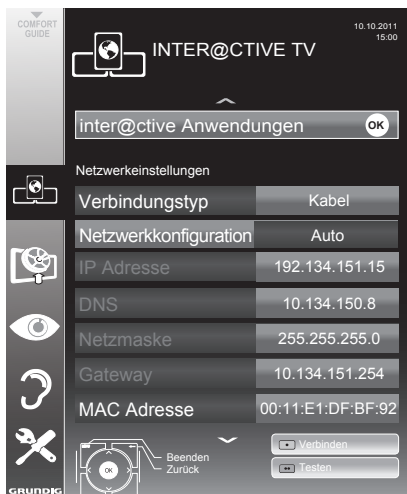 COMFORT
GUIDE
10.10.2011
15:00
INTER@CTIVE TV
inter@ctive Anwendungen OK
Netzwerkeinstellungen
Verbindungstyp Kabel
Netzwerkkonfiguration Auto
IP Adresse 192.134.151.15
DNS 10.134.150.8
Netzmaske 255.255.255.0
Gateway 10.134.151.254
MAC Adresse 00:11:E1:DF:BF:92
OK
Beenden
Zurück
Verbinden
Testen
GRUNDIG